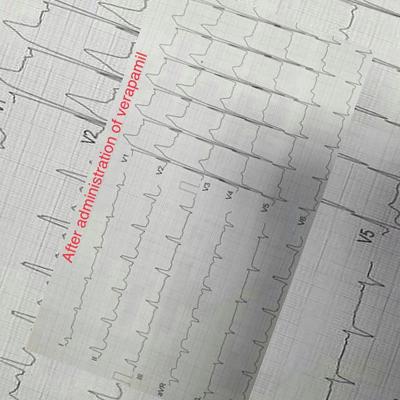 After administration of verapamil
V1
V2
V3
V4
V5
V6
I
II
III
aVR
V2
V5